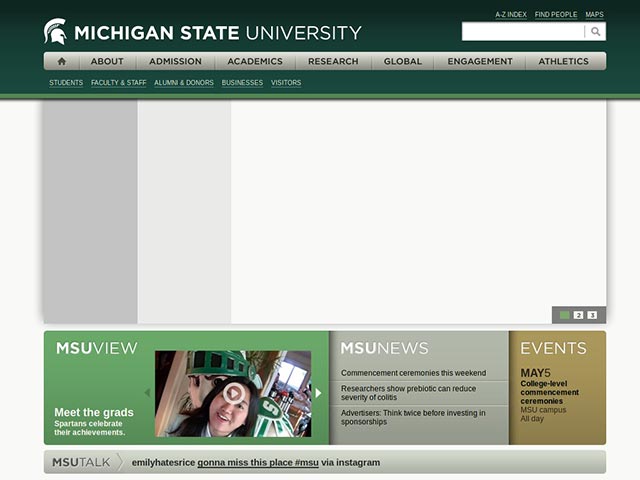 A-Z INDEX FIND PEOPLE MAPS
MICHIGAN STATE UNIVERSITY
ABOUT ADMISSION ACADEMICS RESEARCH GLOBAL ENGAGEMENT ATHLETICS
STUDENTS FACULTY & STAFF ALUMNI & DONORS BUSINESSES VISITORS
2 3
MSUVIEW
Meet the grads
Spartans celebrate
their achievements.
S
MSUNEWS
Commencement ceremonies this weekend
Researchers show prebiotic can reduce
severity of colitis
Advertisers: Think twice before investing in
sponsorships
EVENTS
MAY5
College-level
commencement
ceremonies
MSU campus
All day
MSUTALK emilyhatesrice gonna miss this place #msu via instagram